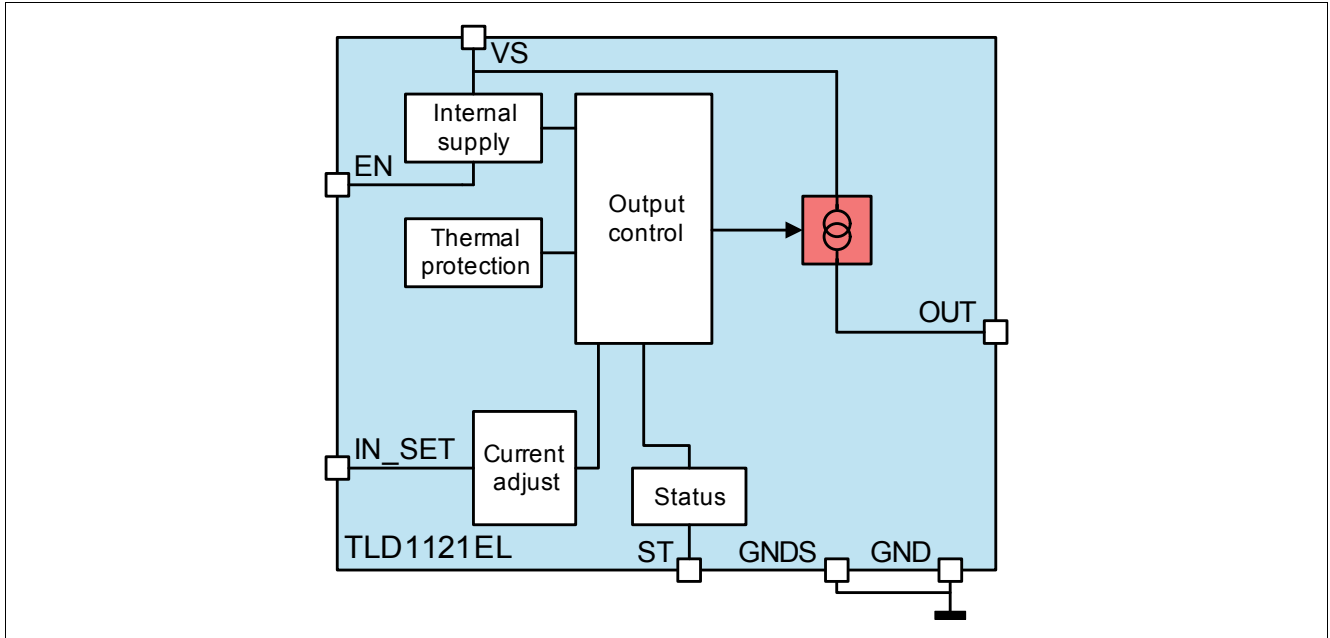 VS
Internal
supply
EN
Output
control
Thermal
protection
OUT
IN_SET
Current
adjust
Status
TLD1121EL
ST
GNDS
GND